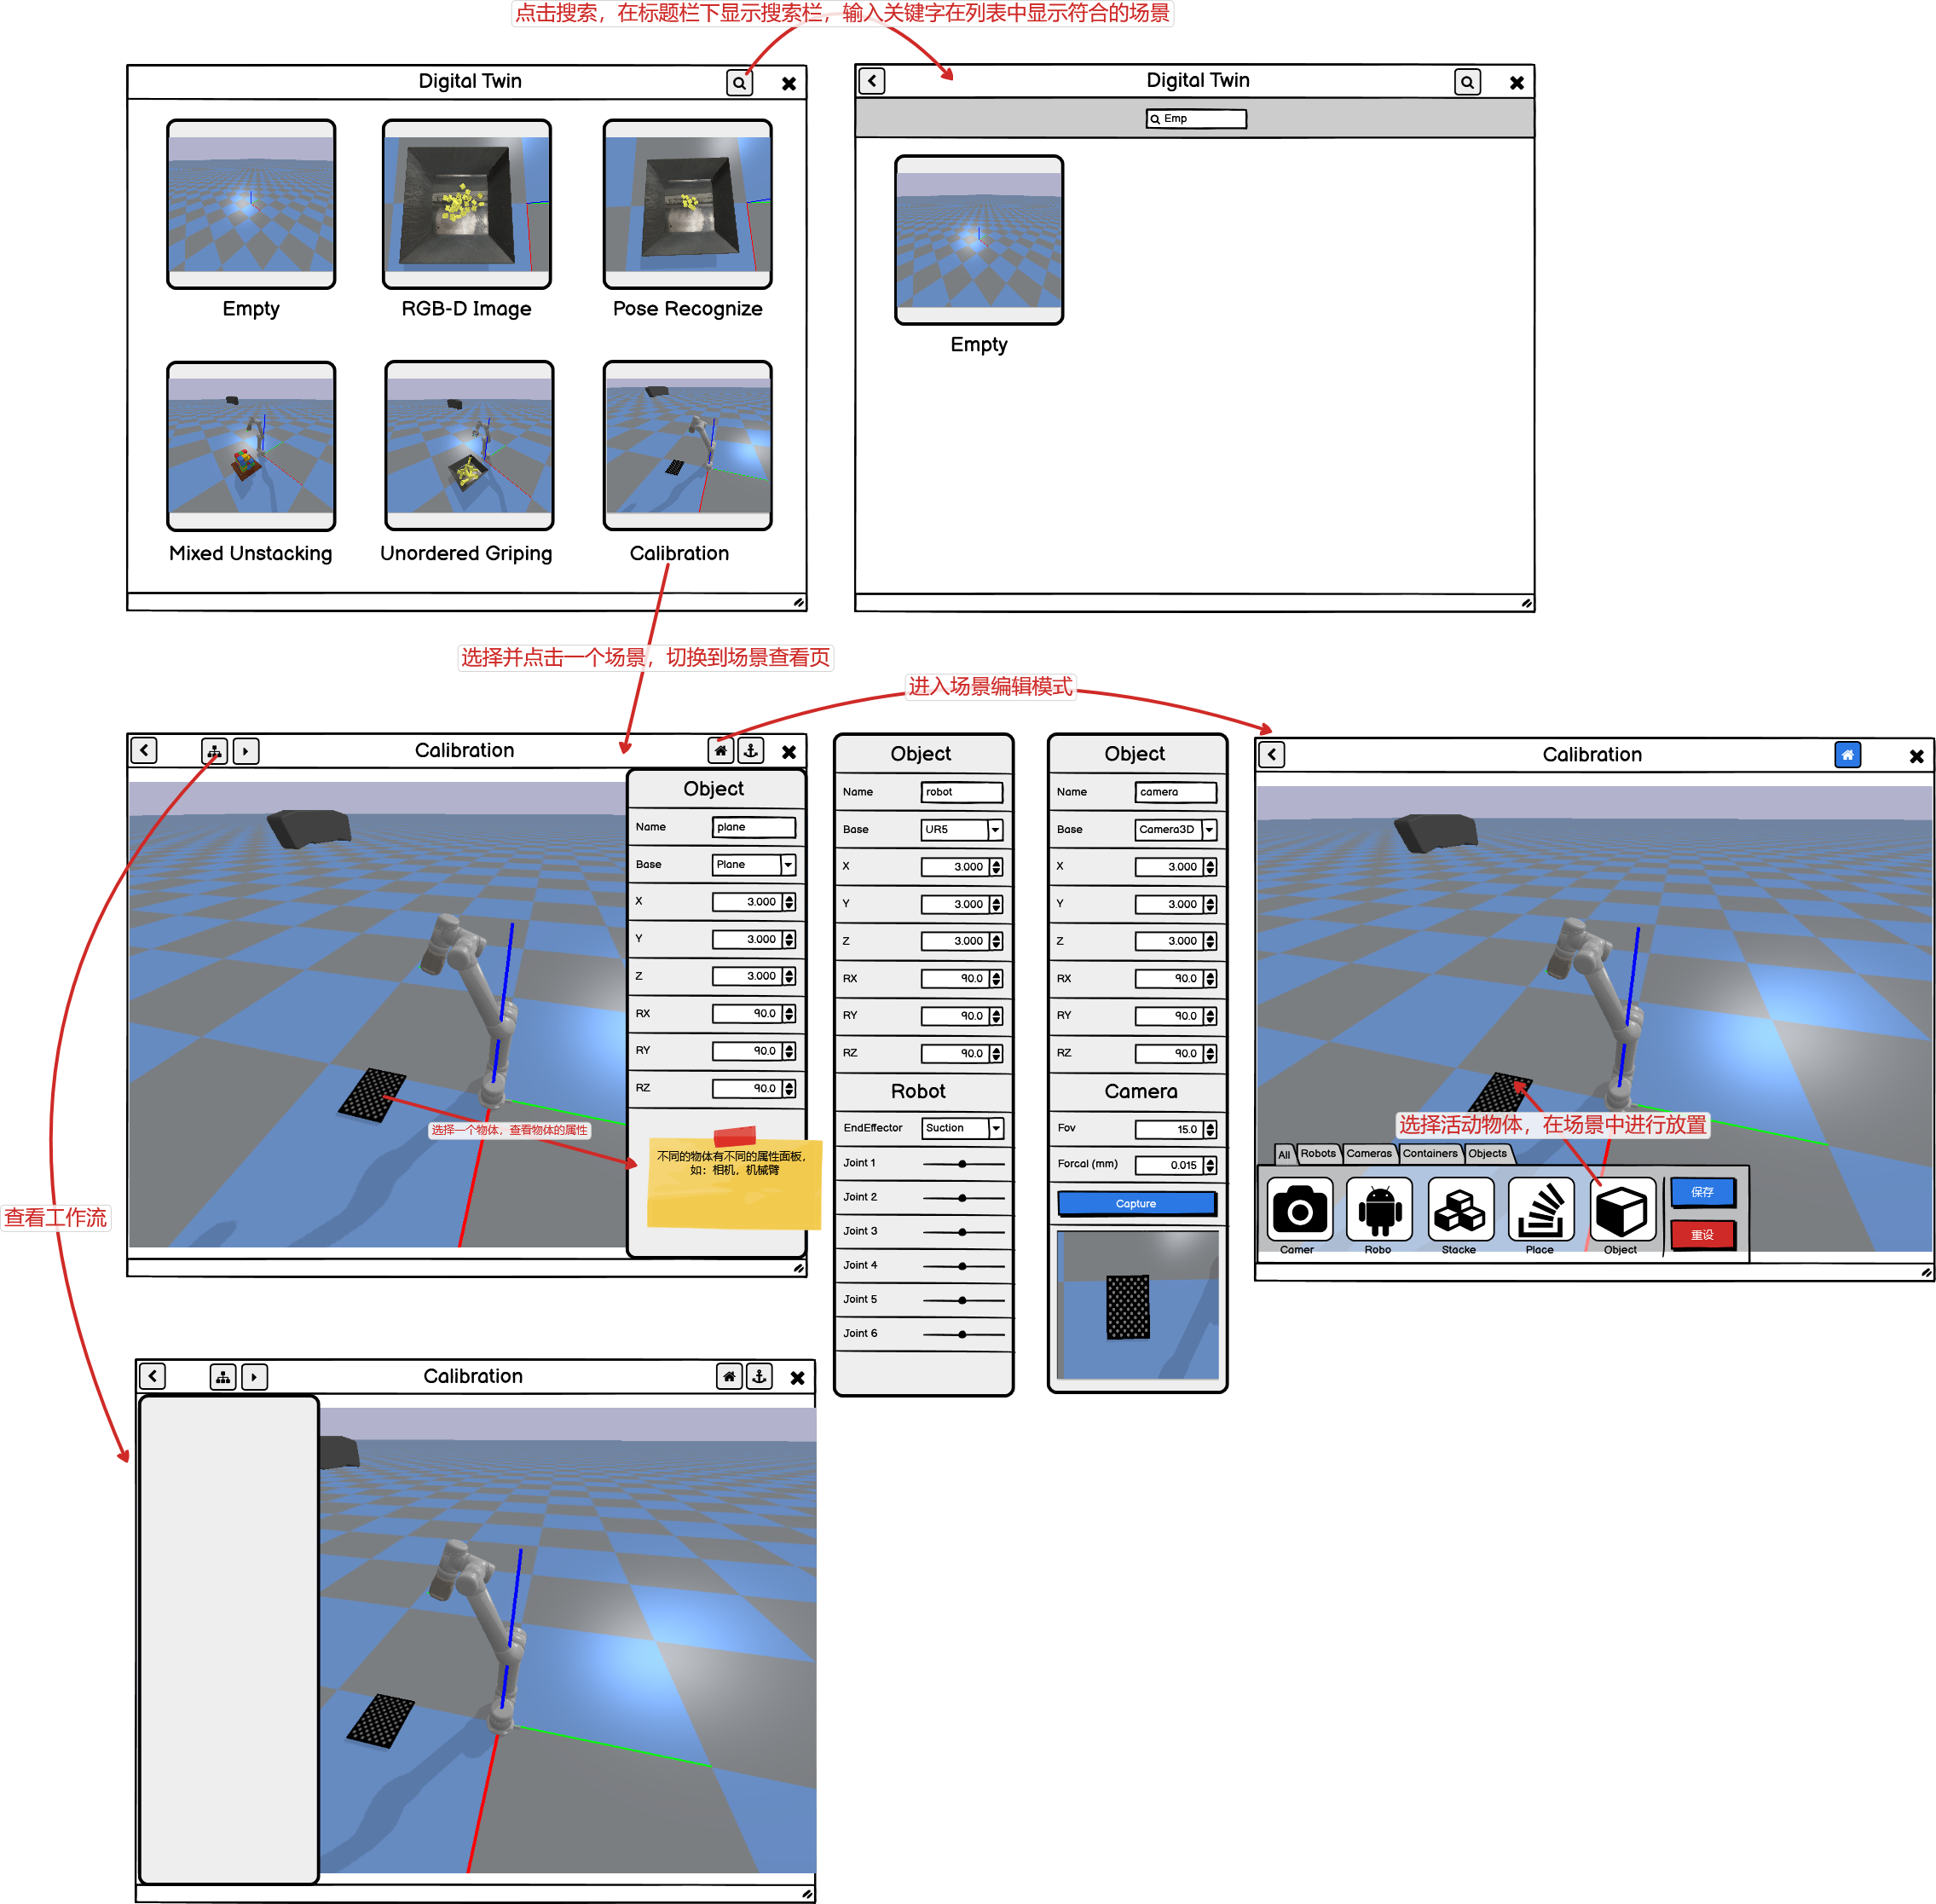 点击搜索，在标题栏下显示搜索栏，输入关键字在列表中显示符合的场景
Digital Twin
Empty
RGB-D Image
Pose Recognize
Mixed Unstacking
Unordered Griping
Calibration
Digital Twin
Emp
Empty
选择并点击一个场景，切换到场景查看页
进入场景编辑模式
Calibration
Object
Name
plane
Base
Plane
X
3.000
Y
3.000
Z
3.000
RX
90.0
RY
90.0
RZ
90.0
选择一个物体，查看物体的属性
不同的物体有不同的属性面板，
如：相机，机械臂
Object
Name
robot
Base
UR5
X
3.000
Y
3.000
Z
3.000
RX
90.0
RY
90.0
RZ
90.0
Robot
EndEffector
Suction
Joint 1
Joint 2
Joint 3
Joint 4
Joint 5
Joint 6
Object
Name
camera
Base
Camera3D
X
3.000
Y
3.000
Z
3.000
RX
90.0
RY
90.0
RZ
90.0
Camera
Fov
15.0
Forcal (mm)
0.015
Capture
Calibration
选择活动物体，在场景中进行放置
All
Robots
Cameras
Containers
Objects
Camer
Robo
Stacke
Place
Object
保存
重设
查看工作流
Calibration